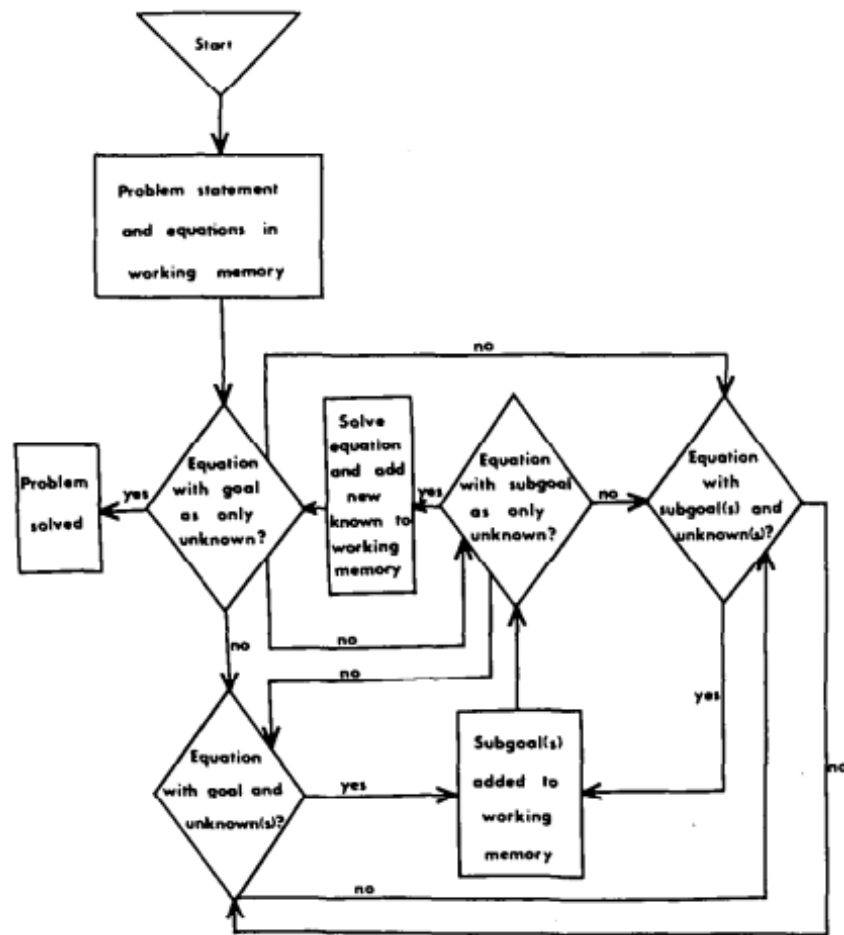 Start
Problem statement
and equations in
working memory
no
Problem
solved
yes
Equation
with goal
as only
unknown?
Solve
equation
and add
new
known to
working
memory
yes
Equation
with subgoal
as only
unknown?
no
Equation
with
subgoal(s) and
unknown(s)?
no
no
no
yes
no
Equation
with goal and
unknown(s)?
yes
Subgoal(s)
added to
working
memory
no